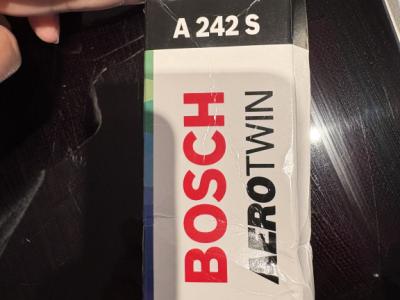 A 242 S
BOSCH
AEROTWIN